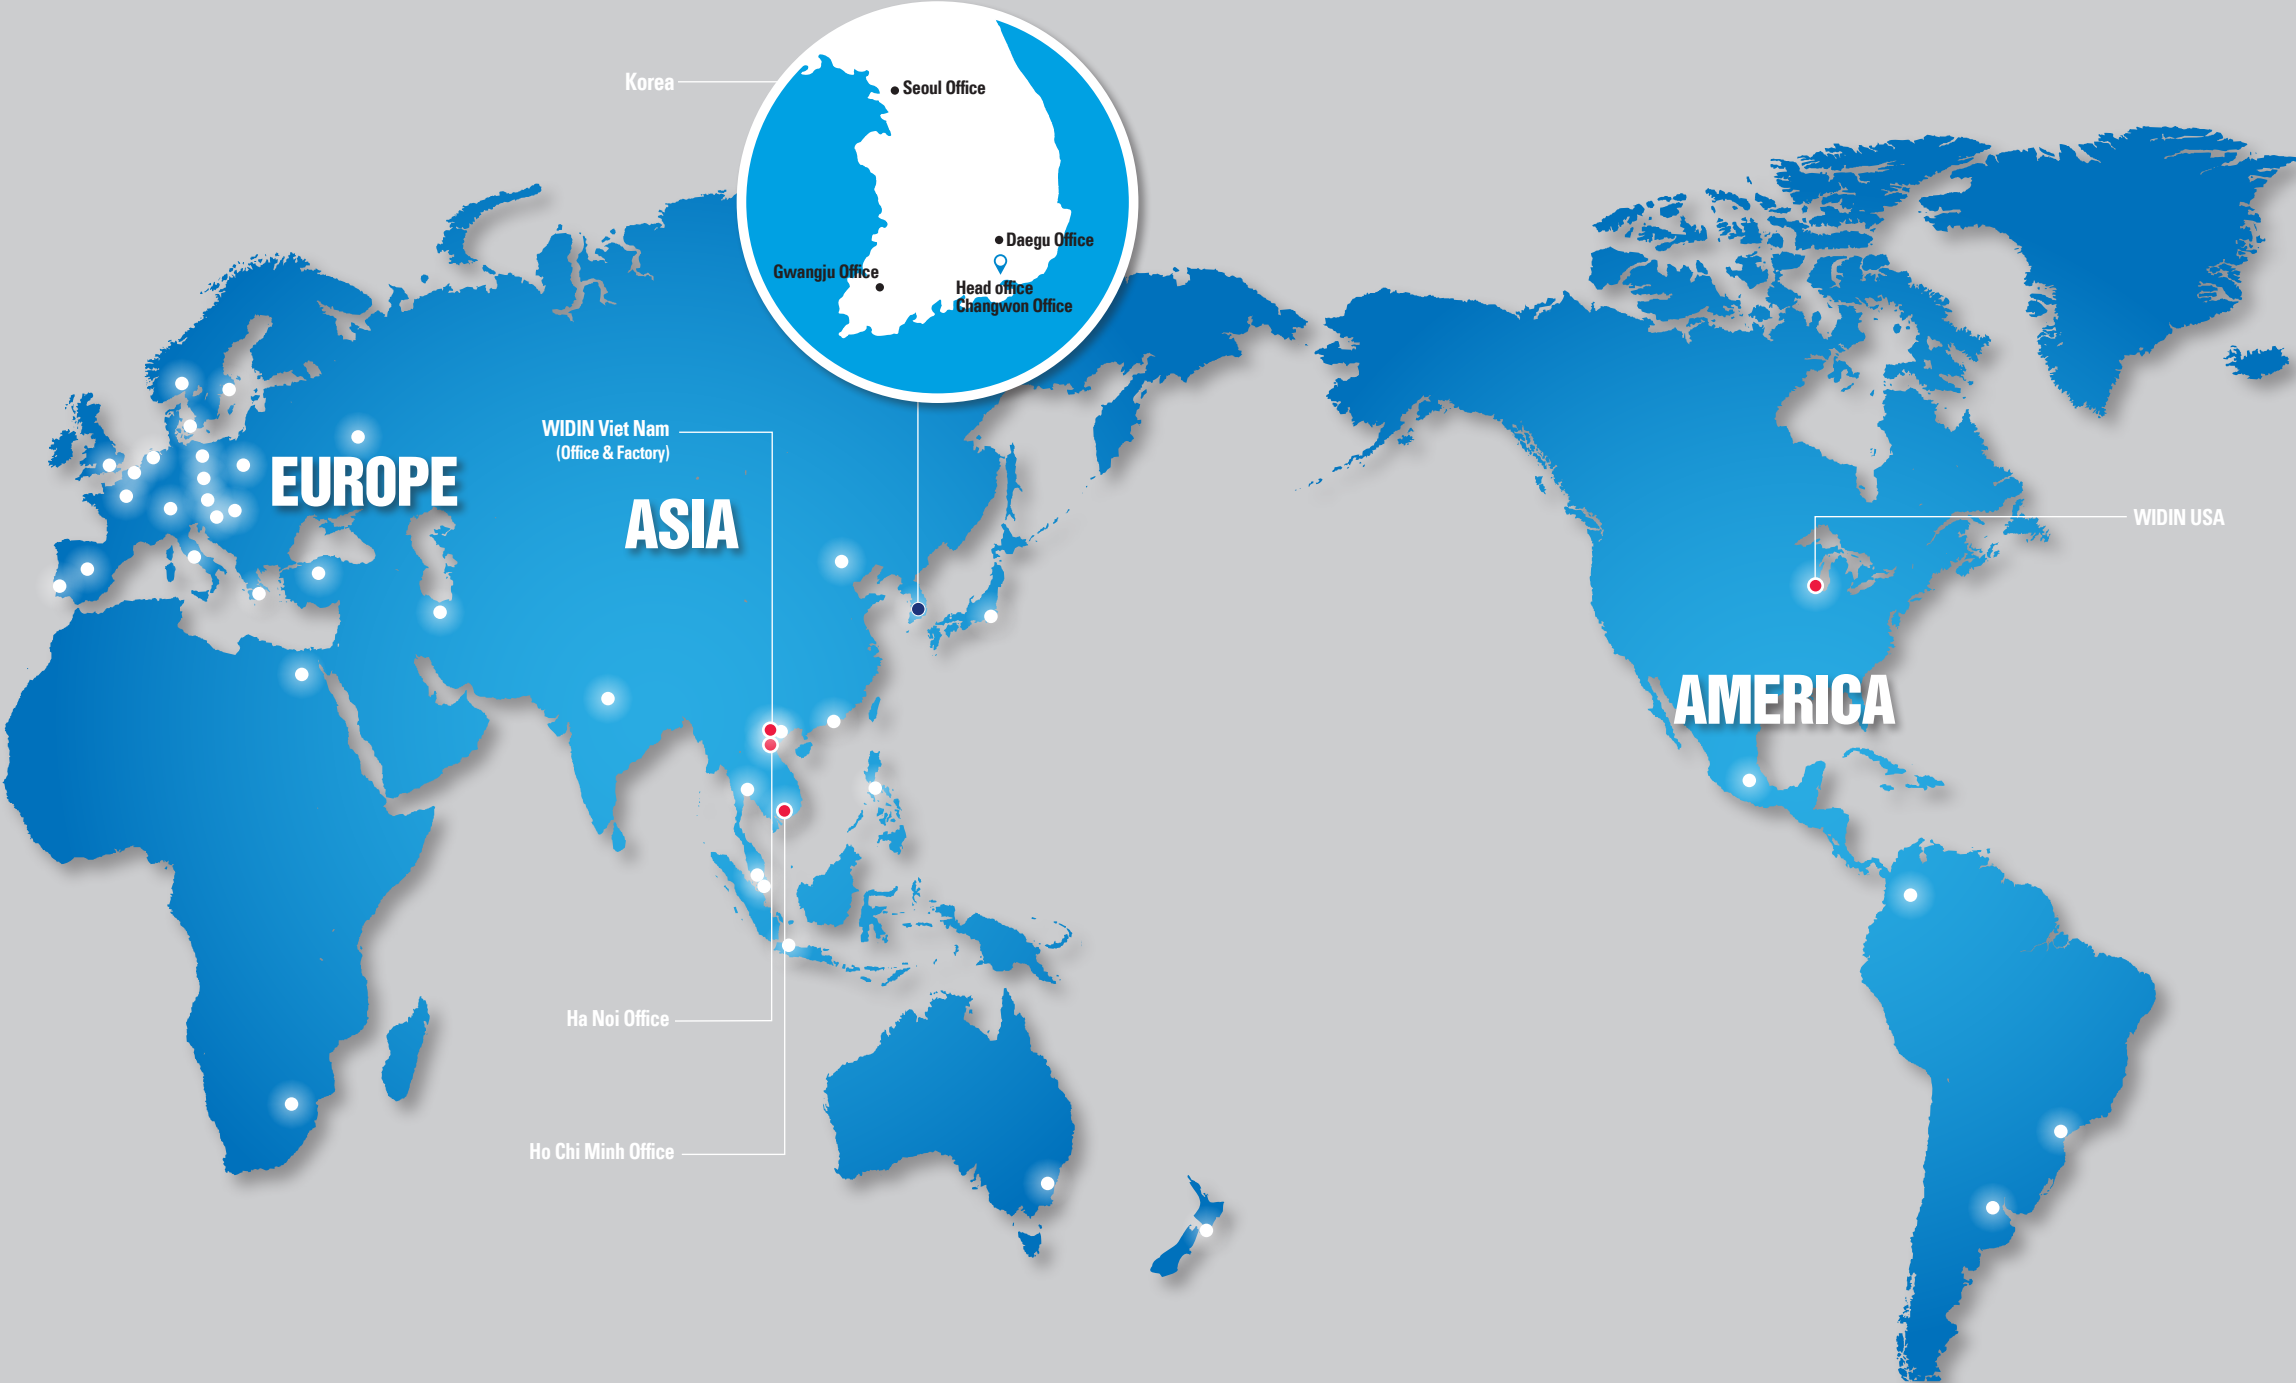 Korea
Seoul Office
Daegu Office
Gwangju Office
Head office
Changwon Office
WIDIN Viet Nam
(Office & Factory)
EUROPE
ASIA
WIDIN USA
AMERICA
Ha Noi Office
Ho Chi Minh Office